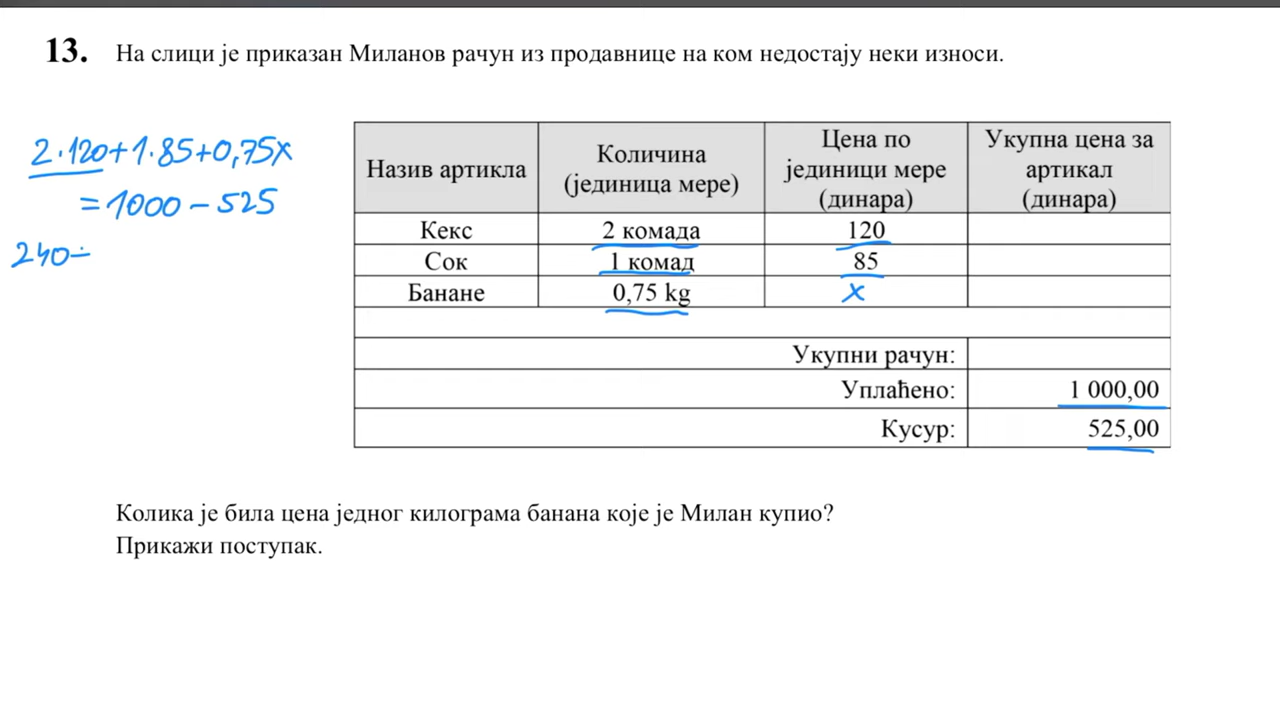 13. На слици је приказан Миланов рачун из продавнице на ком недостају неки износи.
2·120+1·85+0,75x
=1000-525
240+
Назив артикла
Количина
(јединица мере)
Цена по
јединици мере
(динара)
Укупна цена за
артикал
(динара)
Кекс 2 комада 120
Сок 1 комад 85
Банане 0,75 kg x
Укупни рачун:
Уплаћено: 1 000,00
Кусур: 525,00
Колика је била цена једног килограма банана које је Милан купио?
Прикажи поступак.